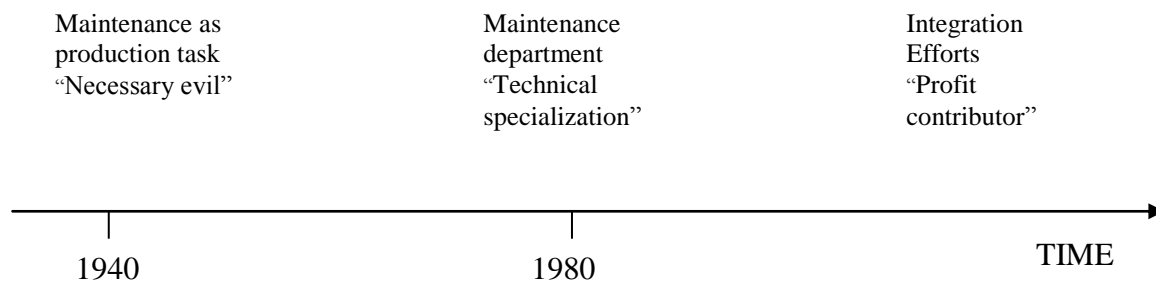 Maintenance as
production task
“Necessary evil”
Maintenance
department
“Technical
specialization”
Integration
Efforts
“Profit
contributor”
1940
1980
TIME